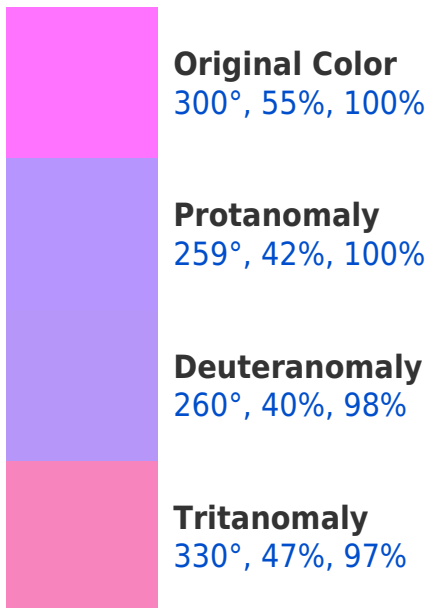 Original Color
300°, 55%, 100%
Protanomaly
259°, 42%, 100%
Deuteranomaly
260°, 40%, 98%
Tritanomaly
330°, 47%, 97%